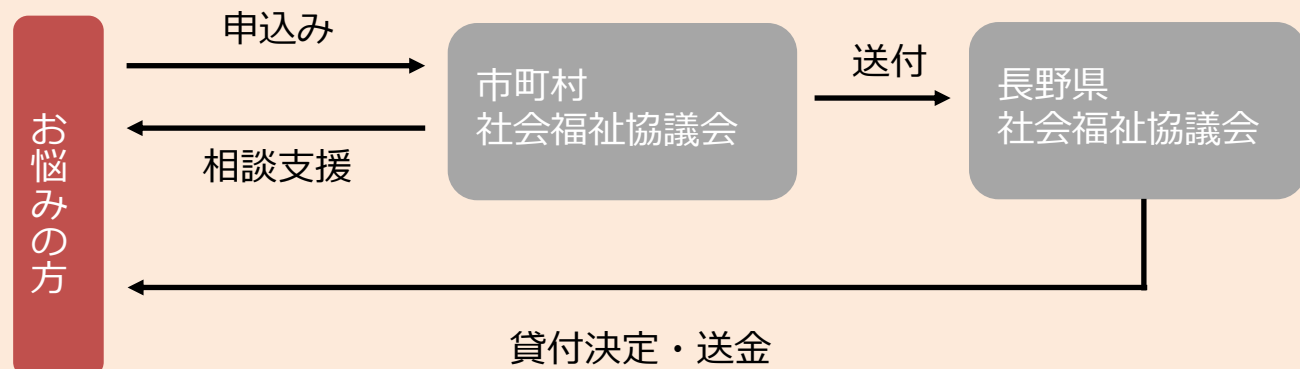 お悩みの方
申込み
相談支援
市町村
社会福祉協議会
送付
長野県
社会福祉協議会
貸付決定・送金